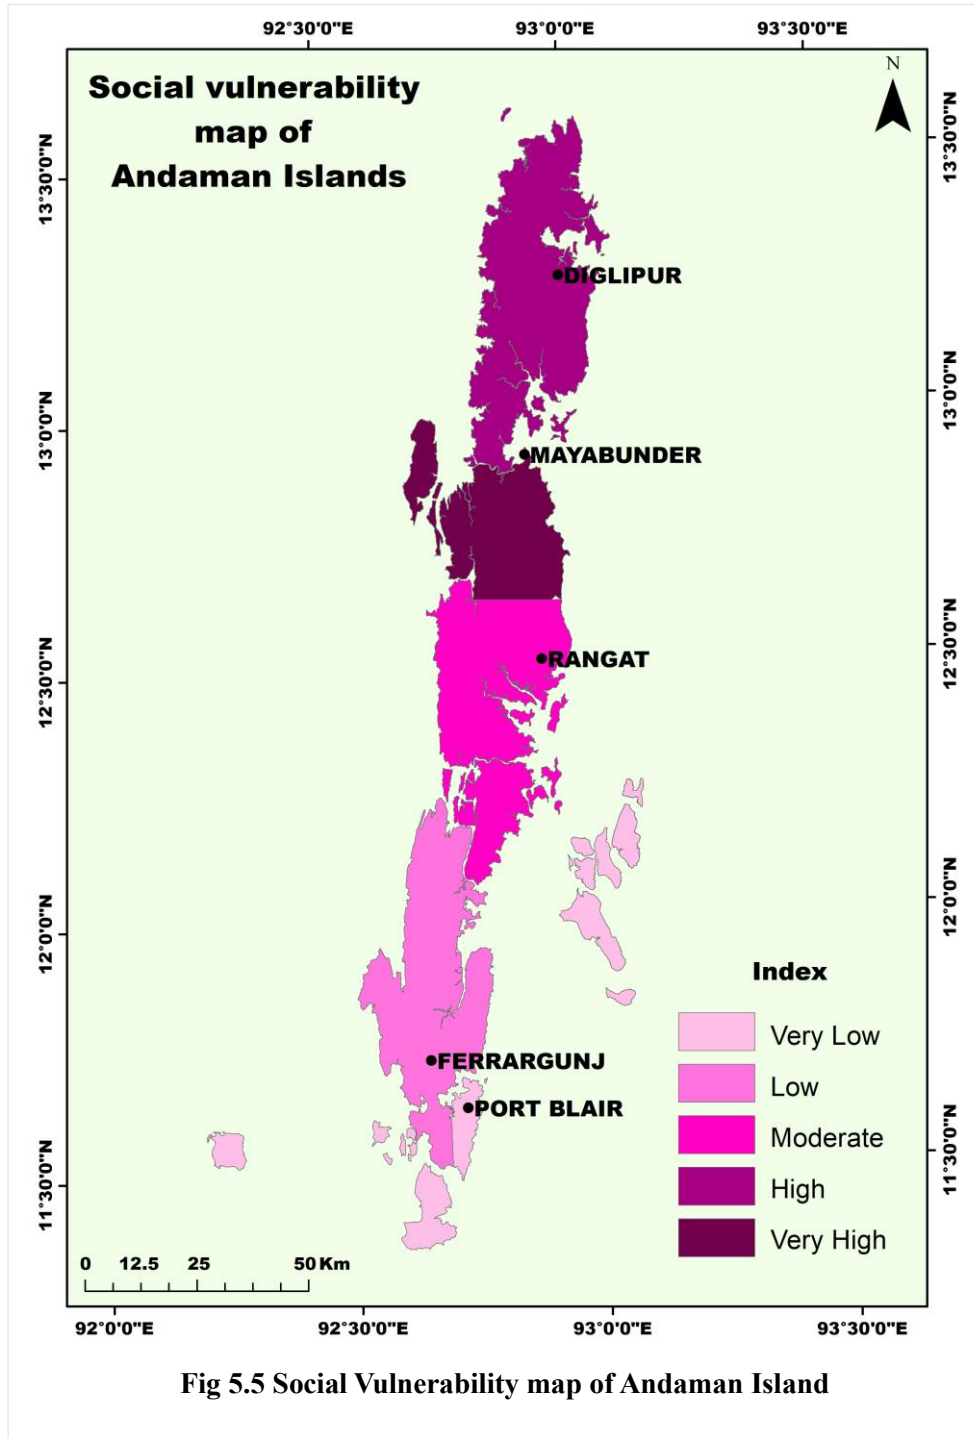 92°30'0"E 93°0'0"E 93°30'0"E
Social vulnerability
map of
Andaman Islands
N
13°30'0"N
13°30'0"N
DIGLIPUR
13°0'0"N
13°0'0"N
MAYABUNDER
12°30'0"N
12°30'0"N
RANGAT
12°0'0"N
12°0'0"N
Index
Very Low
FERRARGUNJ
Low
PORT BLAIR
Moderate
11°30'0"N
11°30'0"N
High
Very High
0 12.5 25 50 Km
92°0'0"E 92°30'0"E 93°0'0"E 93°30'0"E
Fig 5.5 Social Vulnerability map of Andaman Island